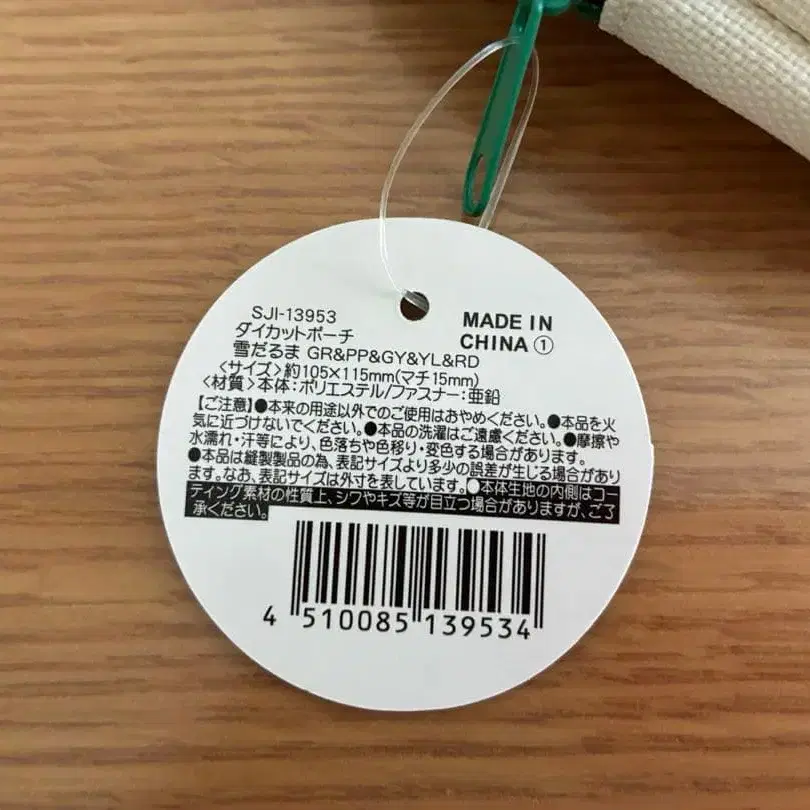 SJI-13953
ダイカットポーチ
雪だるま GR&PP&GY&YL&RD
<サイズ>約105×115mm(マチ15mm)
<材質>本体:ポリエステル/ファスナー:亜鉛
MADE IN
CHINA ①
【ご注意】●本来の用途以外でのご使用はおやめください。●本品を火
気に近づけないでください。●本品の洗濯はご遠慮ください。●摩擦や
水濡れ・汗等により、色落ちや色移り・変色する場合があります。
●本品は縫製製品の為、表記サイズより多少の誤差が生じる場合があり
ます。なお、表記サイズは外寸を表しています。●本体生地の内側はコー
ティング素材の性質上、シワやキズ等が目立つ場合がありますが、ご了
承ください。
4 510085 139534